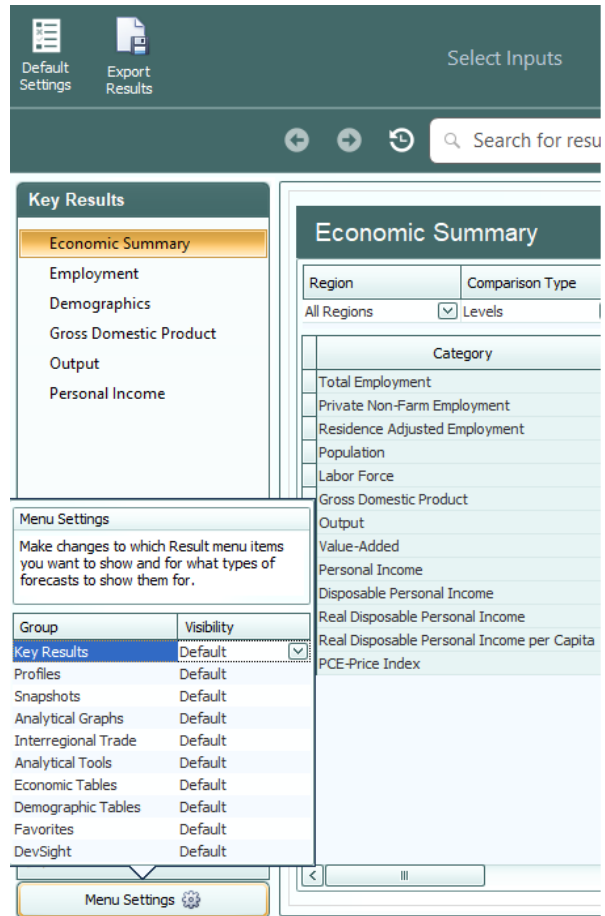 Default
Settings
Export
Results
Select Inputs
Search for resu
Key Results
Economic Summary
Employment
Demographics
Gross Domestic Product
Output
Personal Income
Economic Summary
Region Comparison Type
All Regions Levels
Category
Total Employment
Private Non-Farm Employment
Residence Adjusted Employment
Population
Labor Force
Gross Domestic Product
Output
Value-Added
Personal Income
Disposable Personal Income
Real Disposable Personal Income
Real Disposable Personal Income per Capita
PCE-Price Index
Menu Settings
Make changes to which Result menu items
you want to show and for what types of
forecasts to show them for.
Group Visibility
Key Results Default
Profiles Default
Snapshots Default
Analytical Graphs Default
Interregional Trade Default
Analytical Tools Default
Economic Tables Default
Demographic Tables Default
Favorites Default
DevSight Default
Menu Settings